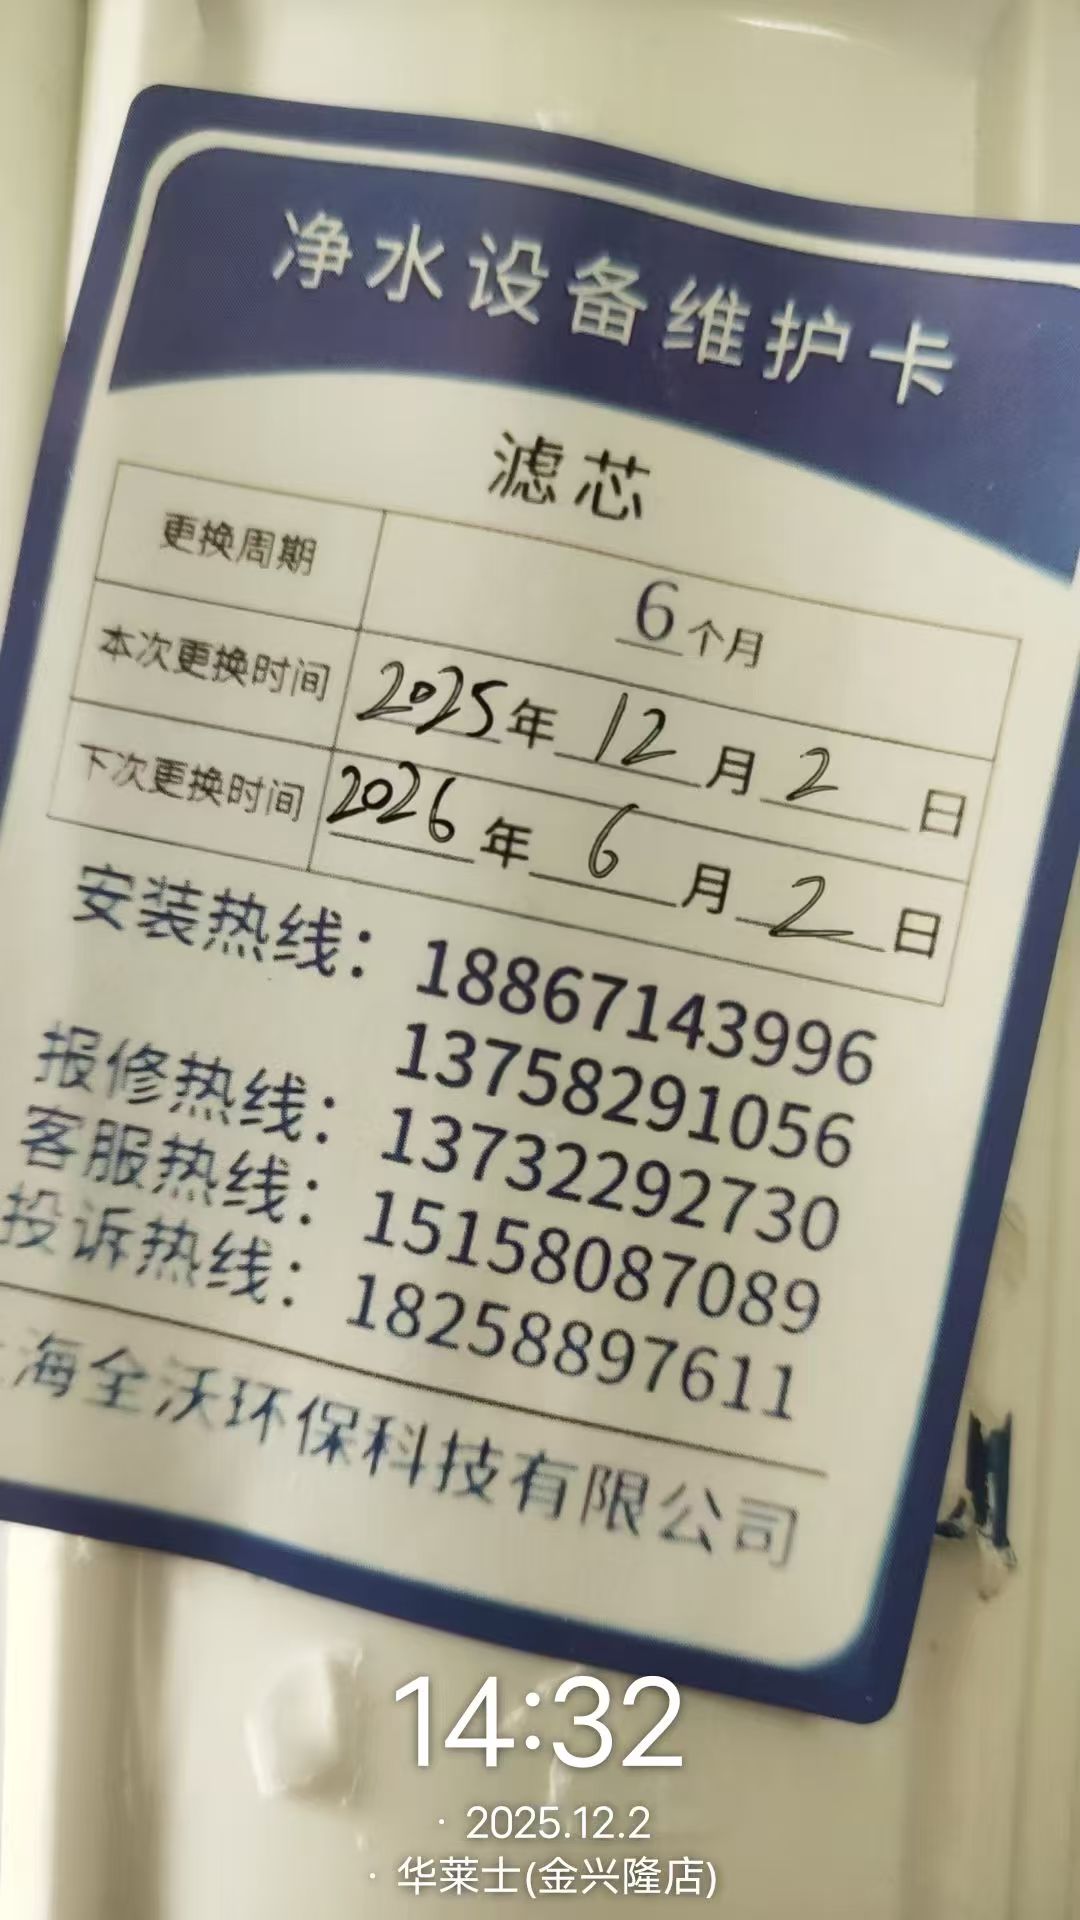 净水设备维护卡
滤芯
更换周期 6个月
本次更换时间 2025年12月2日
下次更换时间 2026年6月2日
安装热线：18867143996
13758291056
报修热线：13732292730
客服热线：15158087089
投诉热线：18258897611
海全沃环保科技有限公司
14:32
· 2025.12.2
· 华莱士(金兴隆店)